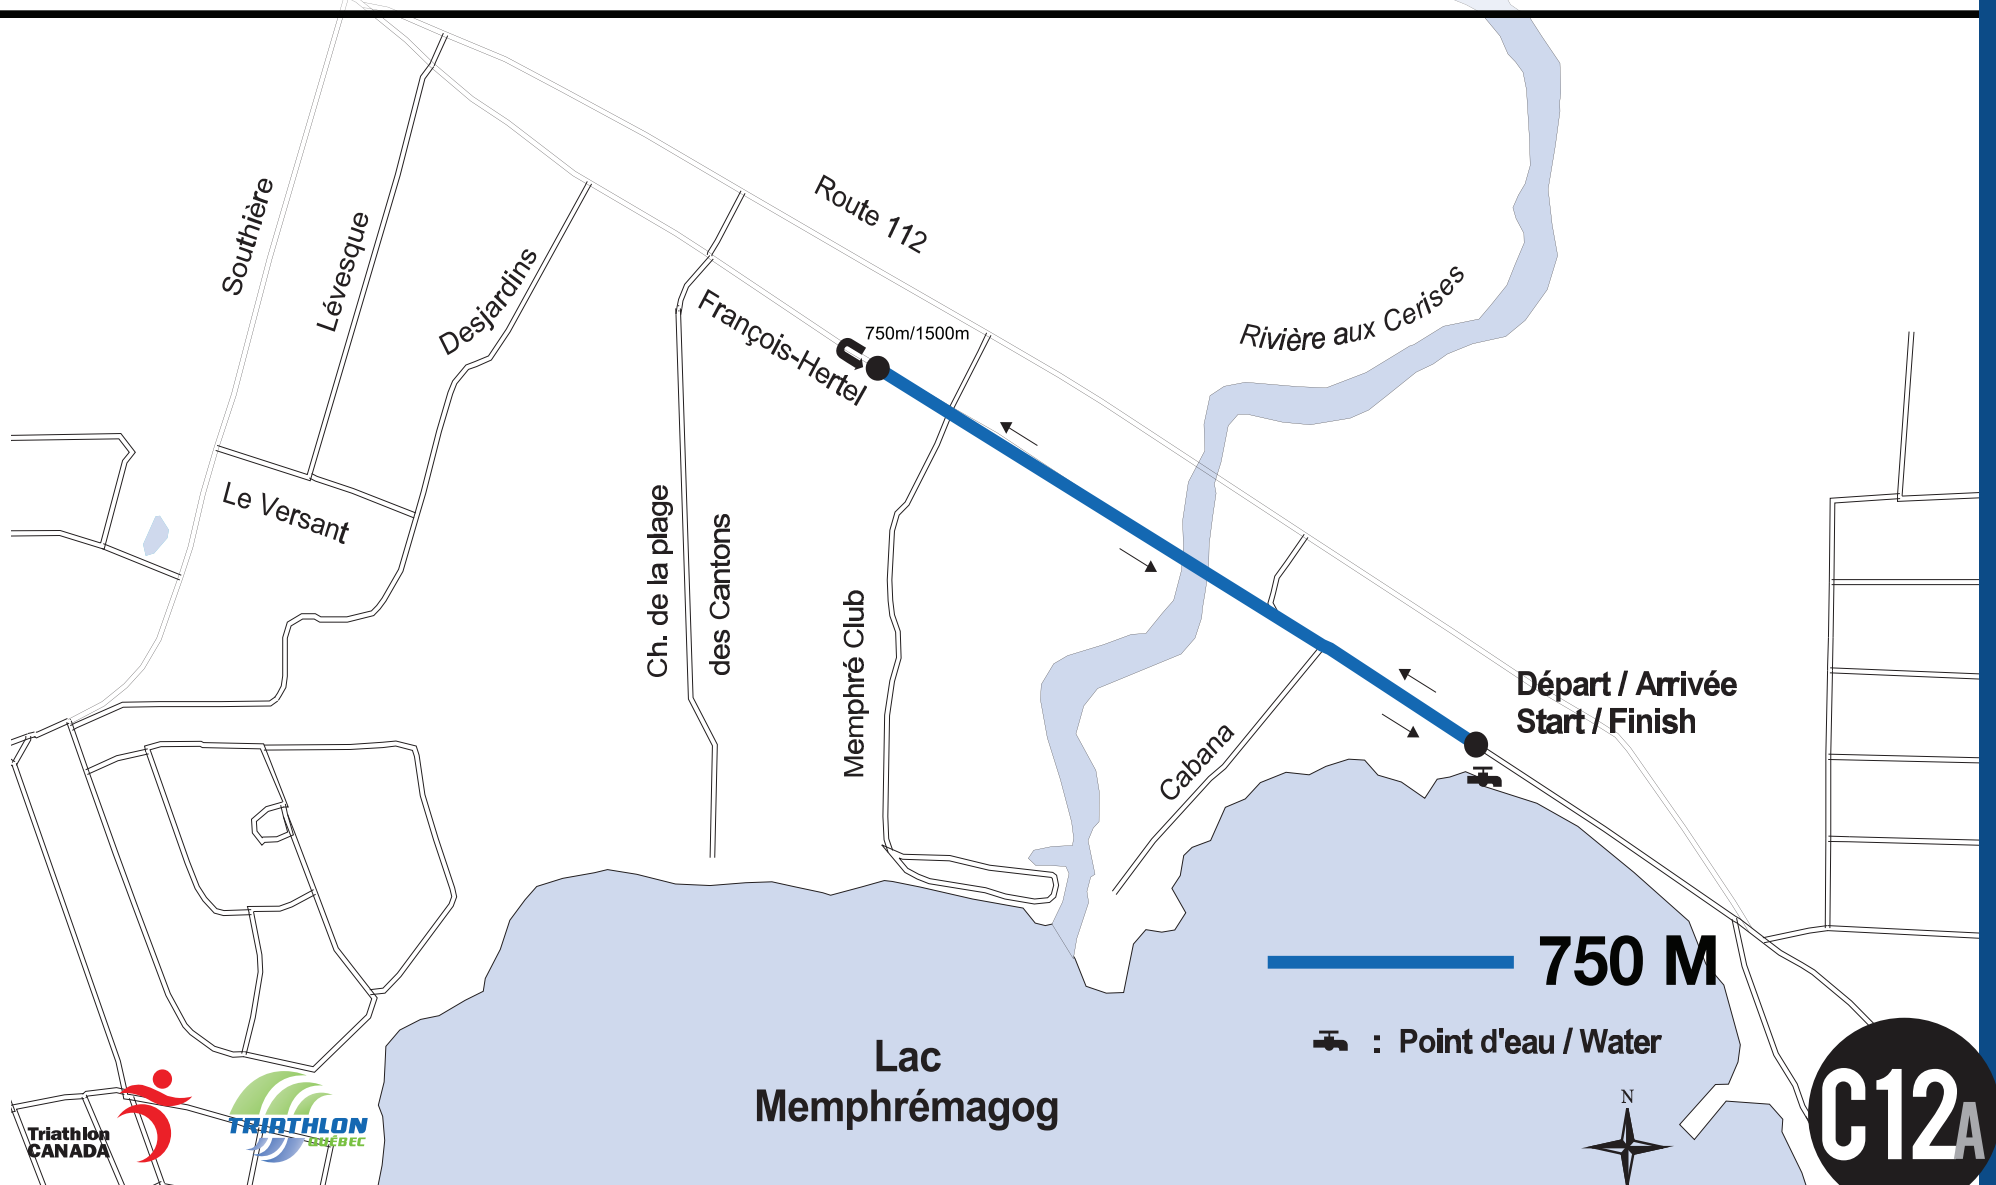 Route 112
Southière
Lévesque
Desjardins
François-Hertel
750m/1500m
Rivière aux Cerises
Le Versant
Ch. de la plage
des Cantons
Memphré Club
Cabana
Départ / Arrivée
Start / Finish
750 M
: Point d'eau / Water
Lac
Memphrémagog
N
Triathlon
CANADA
TRIATHLON
QUÉBEC
C12A